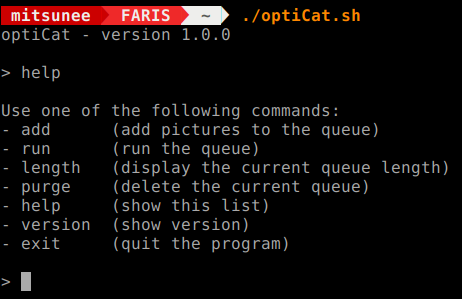 mitsunee FARIS ~ ./optiCat.sh
optiCat - version 1.0.0
> help
Use one of the following commands:
- add (add pictures to the queue)
- run (run the queue)
- length (display the current queue length)
- purge (delete the current queue)
- help (show this list)
- version (show version)
- exit (quit the program)
>